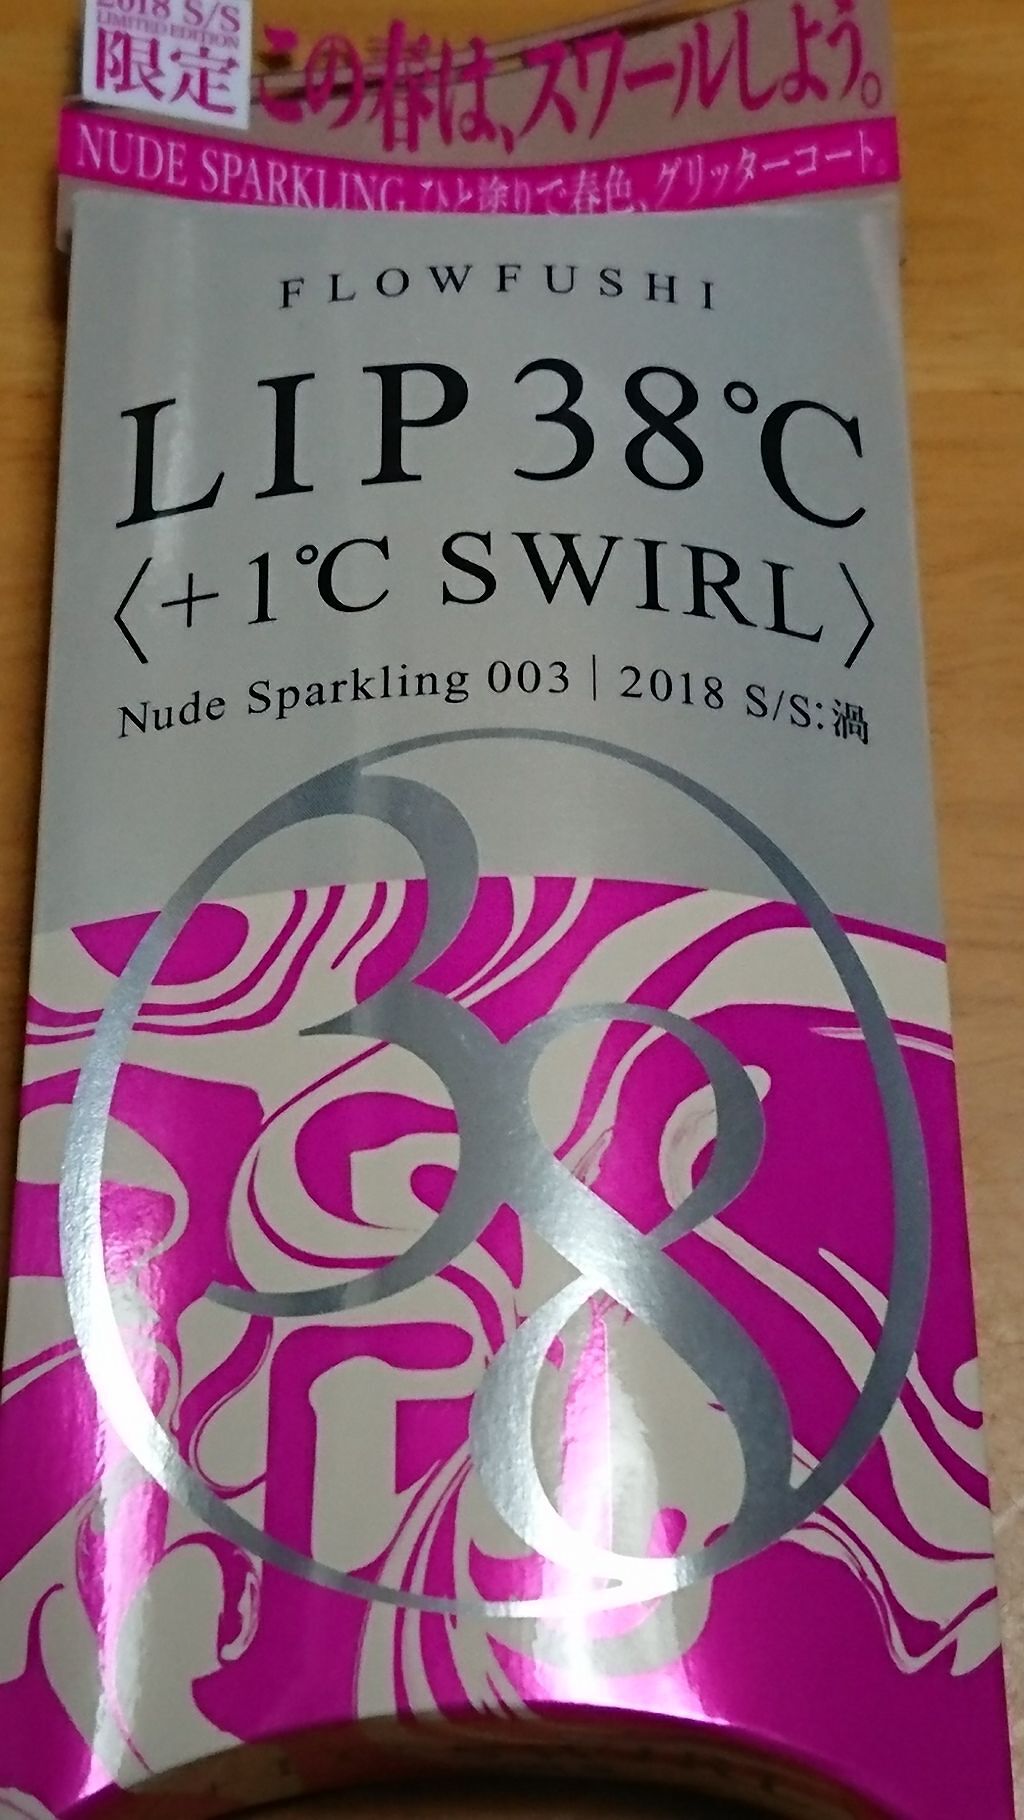 2018 S/S
LIMITED EDITION
限定
この春は、スワールしよう。
NUDE SPARKLING ひと塗りで春色、グリッターコート。
FLOWFUSHI
LIP38℃
〈+1℃ SWIRL〉
Nude Sparkling 003｜2018 S/S:渦
38